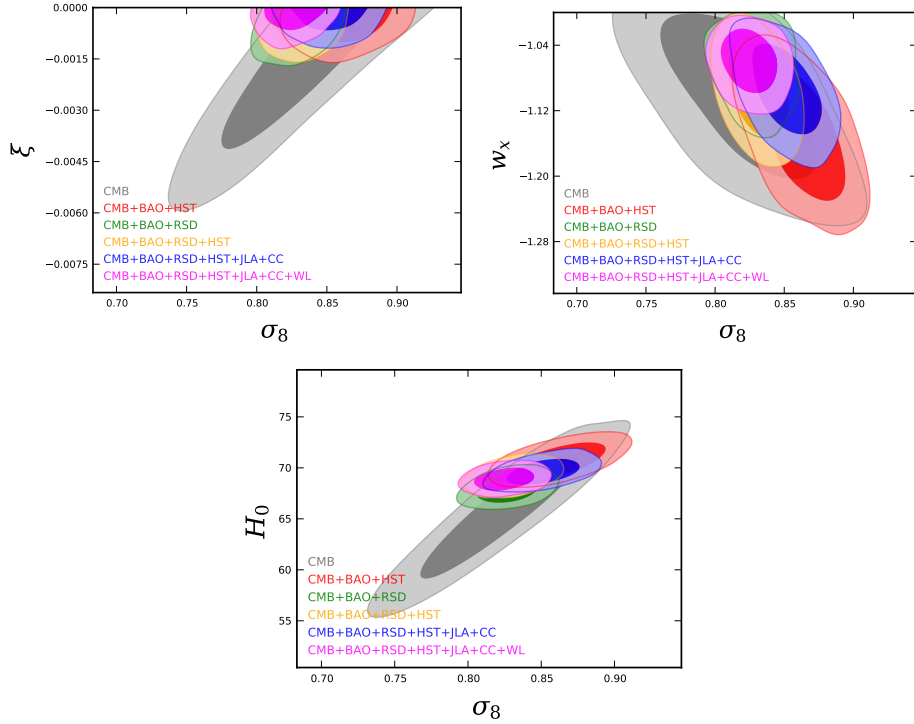 0.0000
−0.0015
−0.0030
−0.0045
−0.0060
−0.0075
ξ
CMB
CMB+BAO+HST
CMB+BAO+RSD
CMB+BAO+RSD+HST
CMB+BAO+RSD+HST+JLA+CC
CMB+BAO+RSD+HST+JLA+CC+WL
0.70 0.75 0.80 0.85 0.90
σ8
−1.04
−1.12
−1.20
−1.28
wx
CMB
CMB+BAO+HST
CMB+BAO+RSD
CMB+BAO+RSD+HST
CMB+BAO+RSD+HST+JLA+CC
CMB+BAO+RSD+HST+JLA+CC+WL
0.70 0.75 0.80 0.85 0.90
σ8
75
70
65
60
55
H0
CMB
CMB+BAO+HST
CMB+BAO+RSD
CMB+BAO+RSD+HST
CMB+BAO+RSD+HST+JLA+CC
CMB+BAO+RSD+HST+JLA+CC+WL
0.70 0.75 0.80 0.85 0.90
σ8